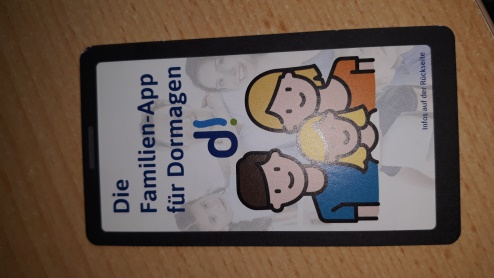 Die
Familien-App
für Dormagen
d!
Infos auf der Rückseite